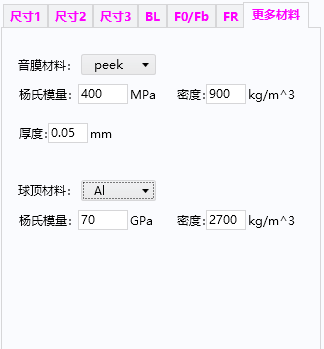 尺寸1 尺寸2 尺寸3 BL F0/Fb FR 更多材料
音膜材料: peek
杨氏模量: 400 MPa 密度: 900 kg/m^3
厚度: 0.05 mm
球顶材料: Al
杨氏模量: 70 GPa 密度: 2700 kg/m^3